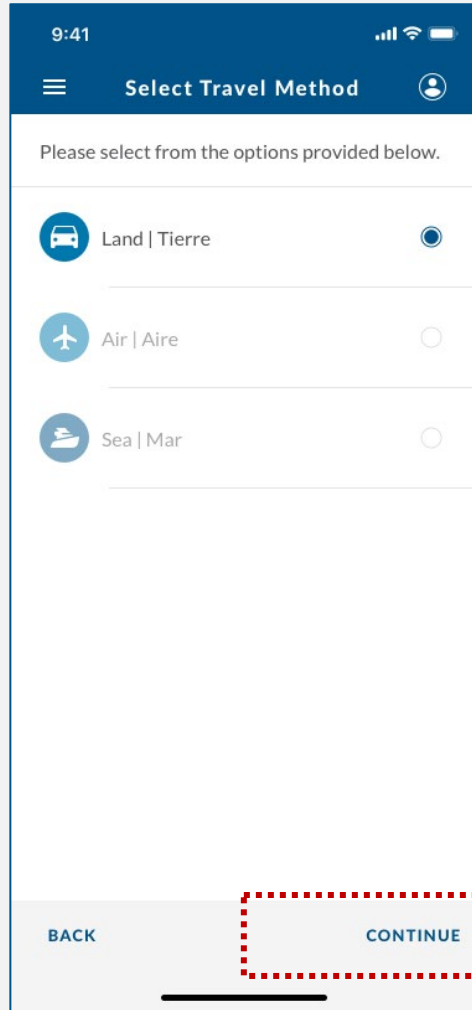 9:41
Select Travel Method
Please select from the options provided below.
Land | Tierre
Air | Aire
Sea | Mar
BACK
CONTINUE